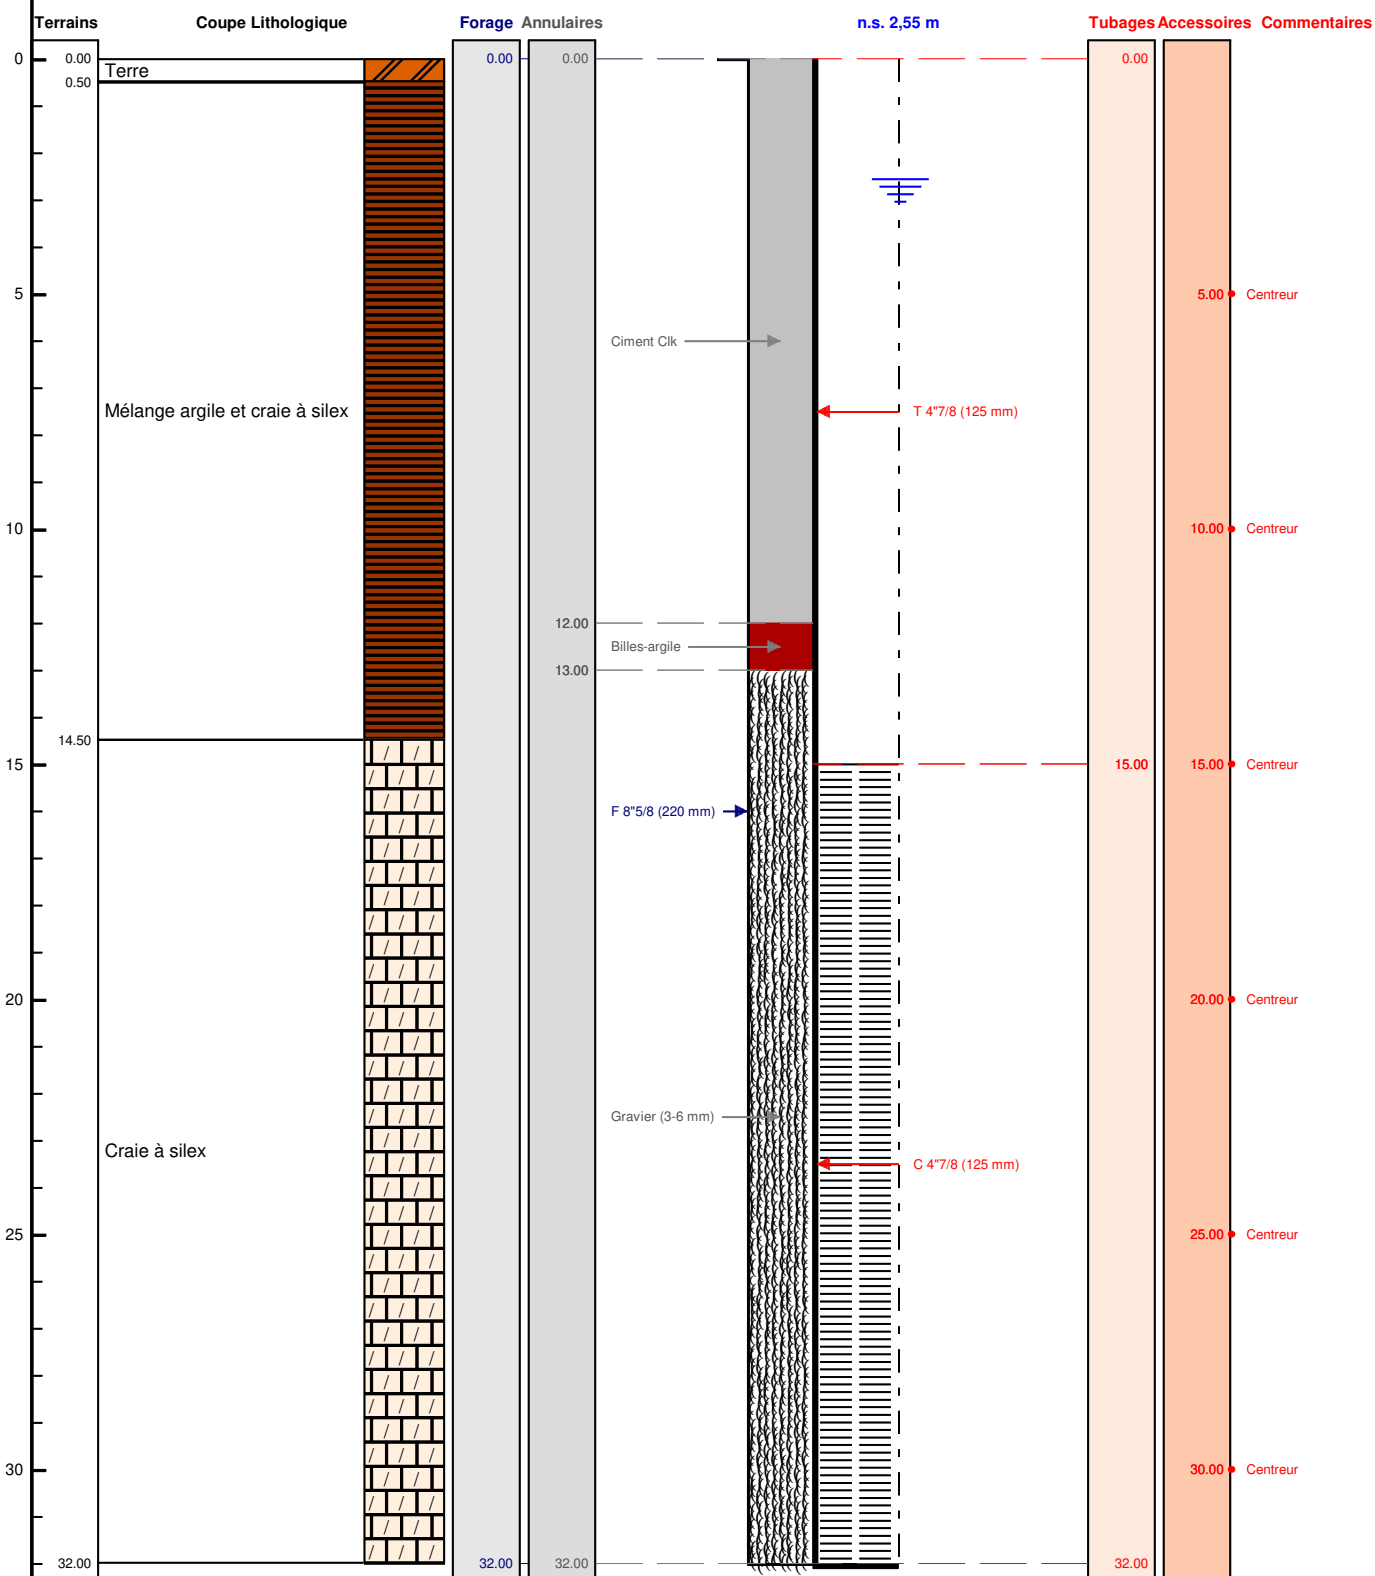 Terrains Coupe Lithologique Forage Annulaires n.s. 2,55 m Tubages Accessoires Commentaires
0 0.00 0.00 0.00 0.00
Terre
0.50
5 5.00 Centreur
Ciment Clk
Mélange argile et craie à silex T 4"7/8 (125 mm)
10 10.00 Centreur
12.00
Billes-argile
13.00
14.50
15 15.00 15.00 Centreur
F 8"5/8 (220 mm)
20 20.00 Centreur
Gravier (3-6 mm)
Craie à silex
C 4"7/8 (125 mm)
25 25.00 Centreur
30 30.00 Centreur
32.00 32.00 32.00 32.00